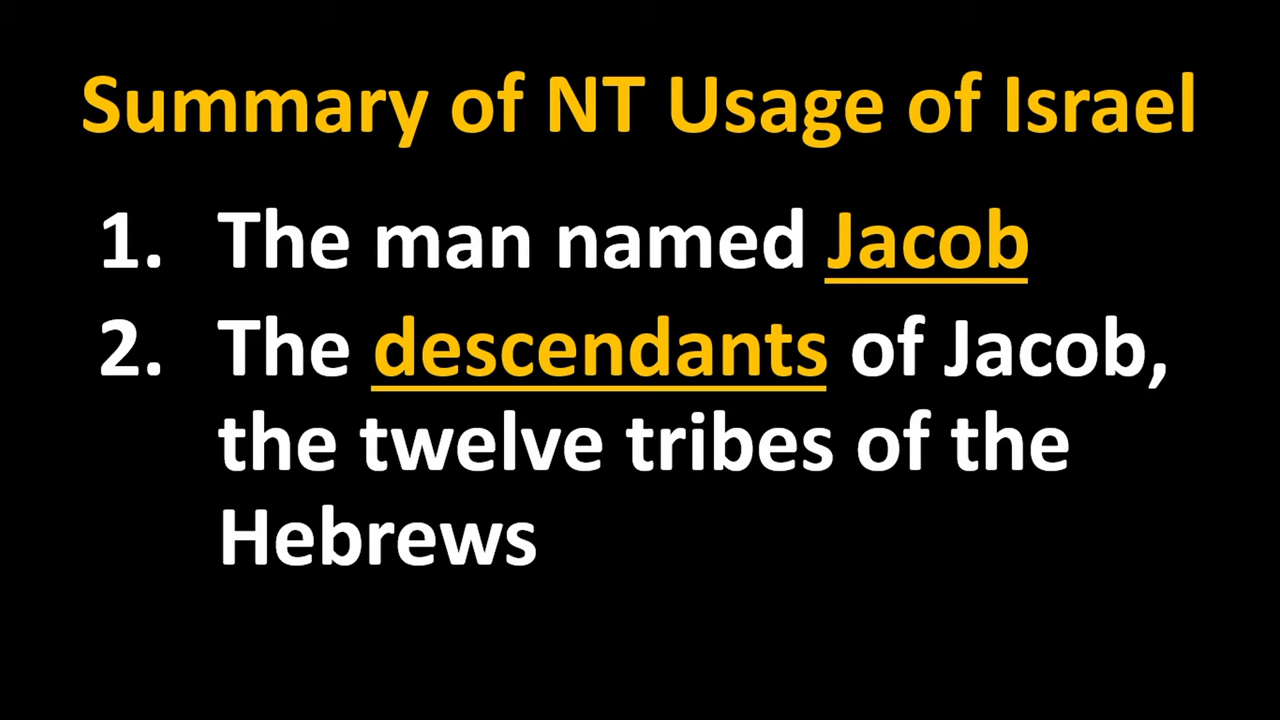 Summary of NT Usage of Israel
1. The man named Jacob
2. The descendants of Jacob,
the twelve tribes of the
Hebrews